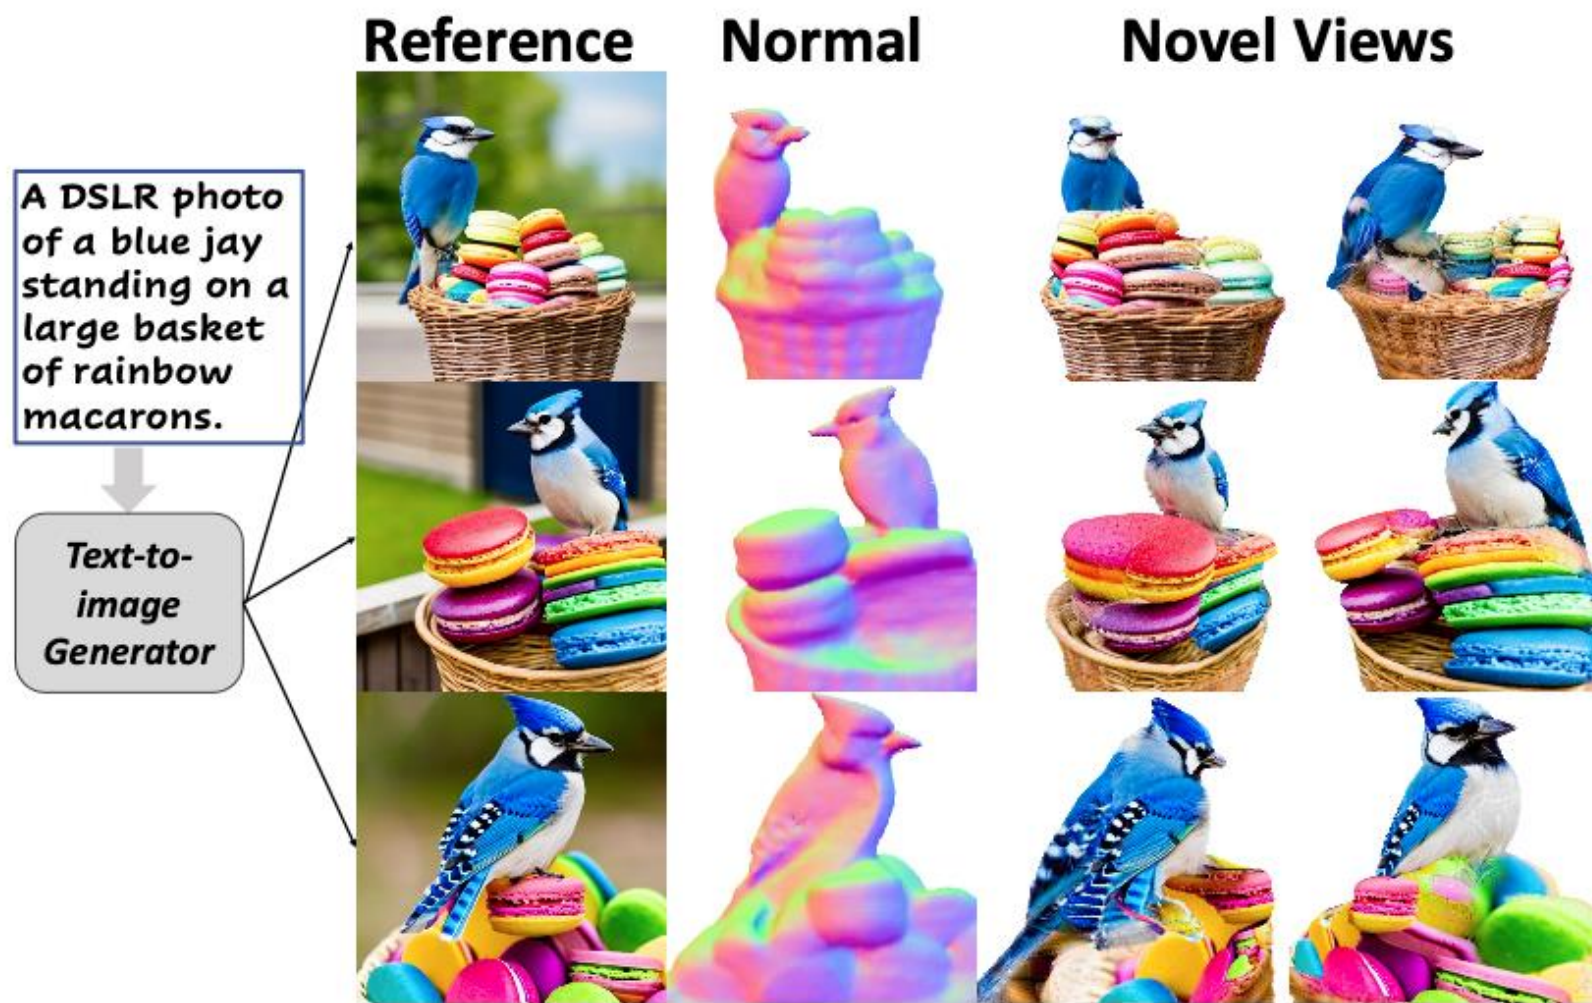 Reference
Normal
Novel Views
A DSLR photo
of a blue jay
standing on a
large basket
of rainbow
macarons.
Text-to-
image
Generator